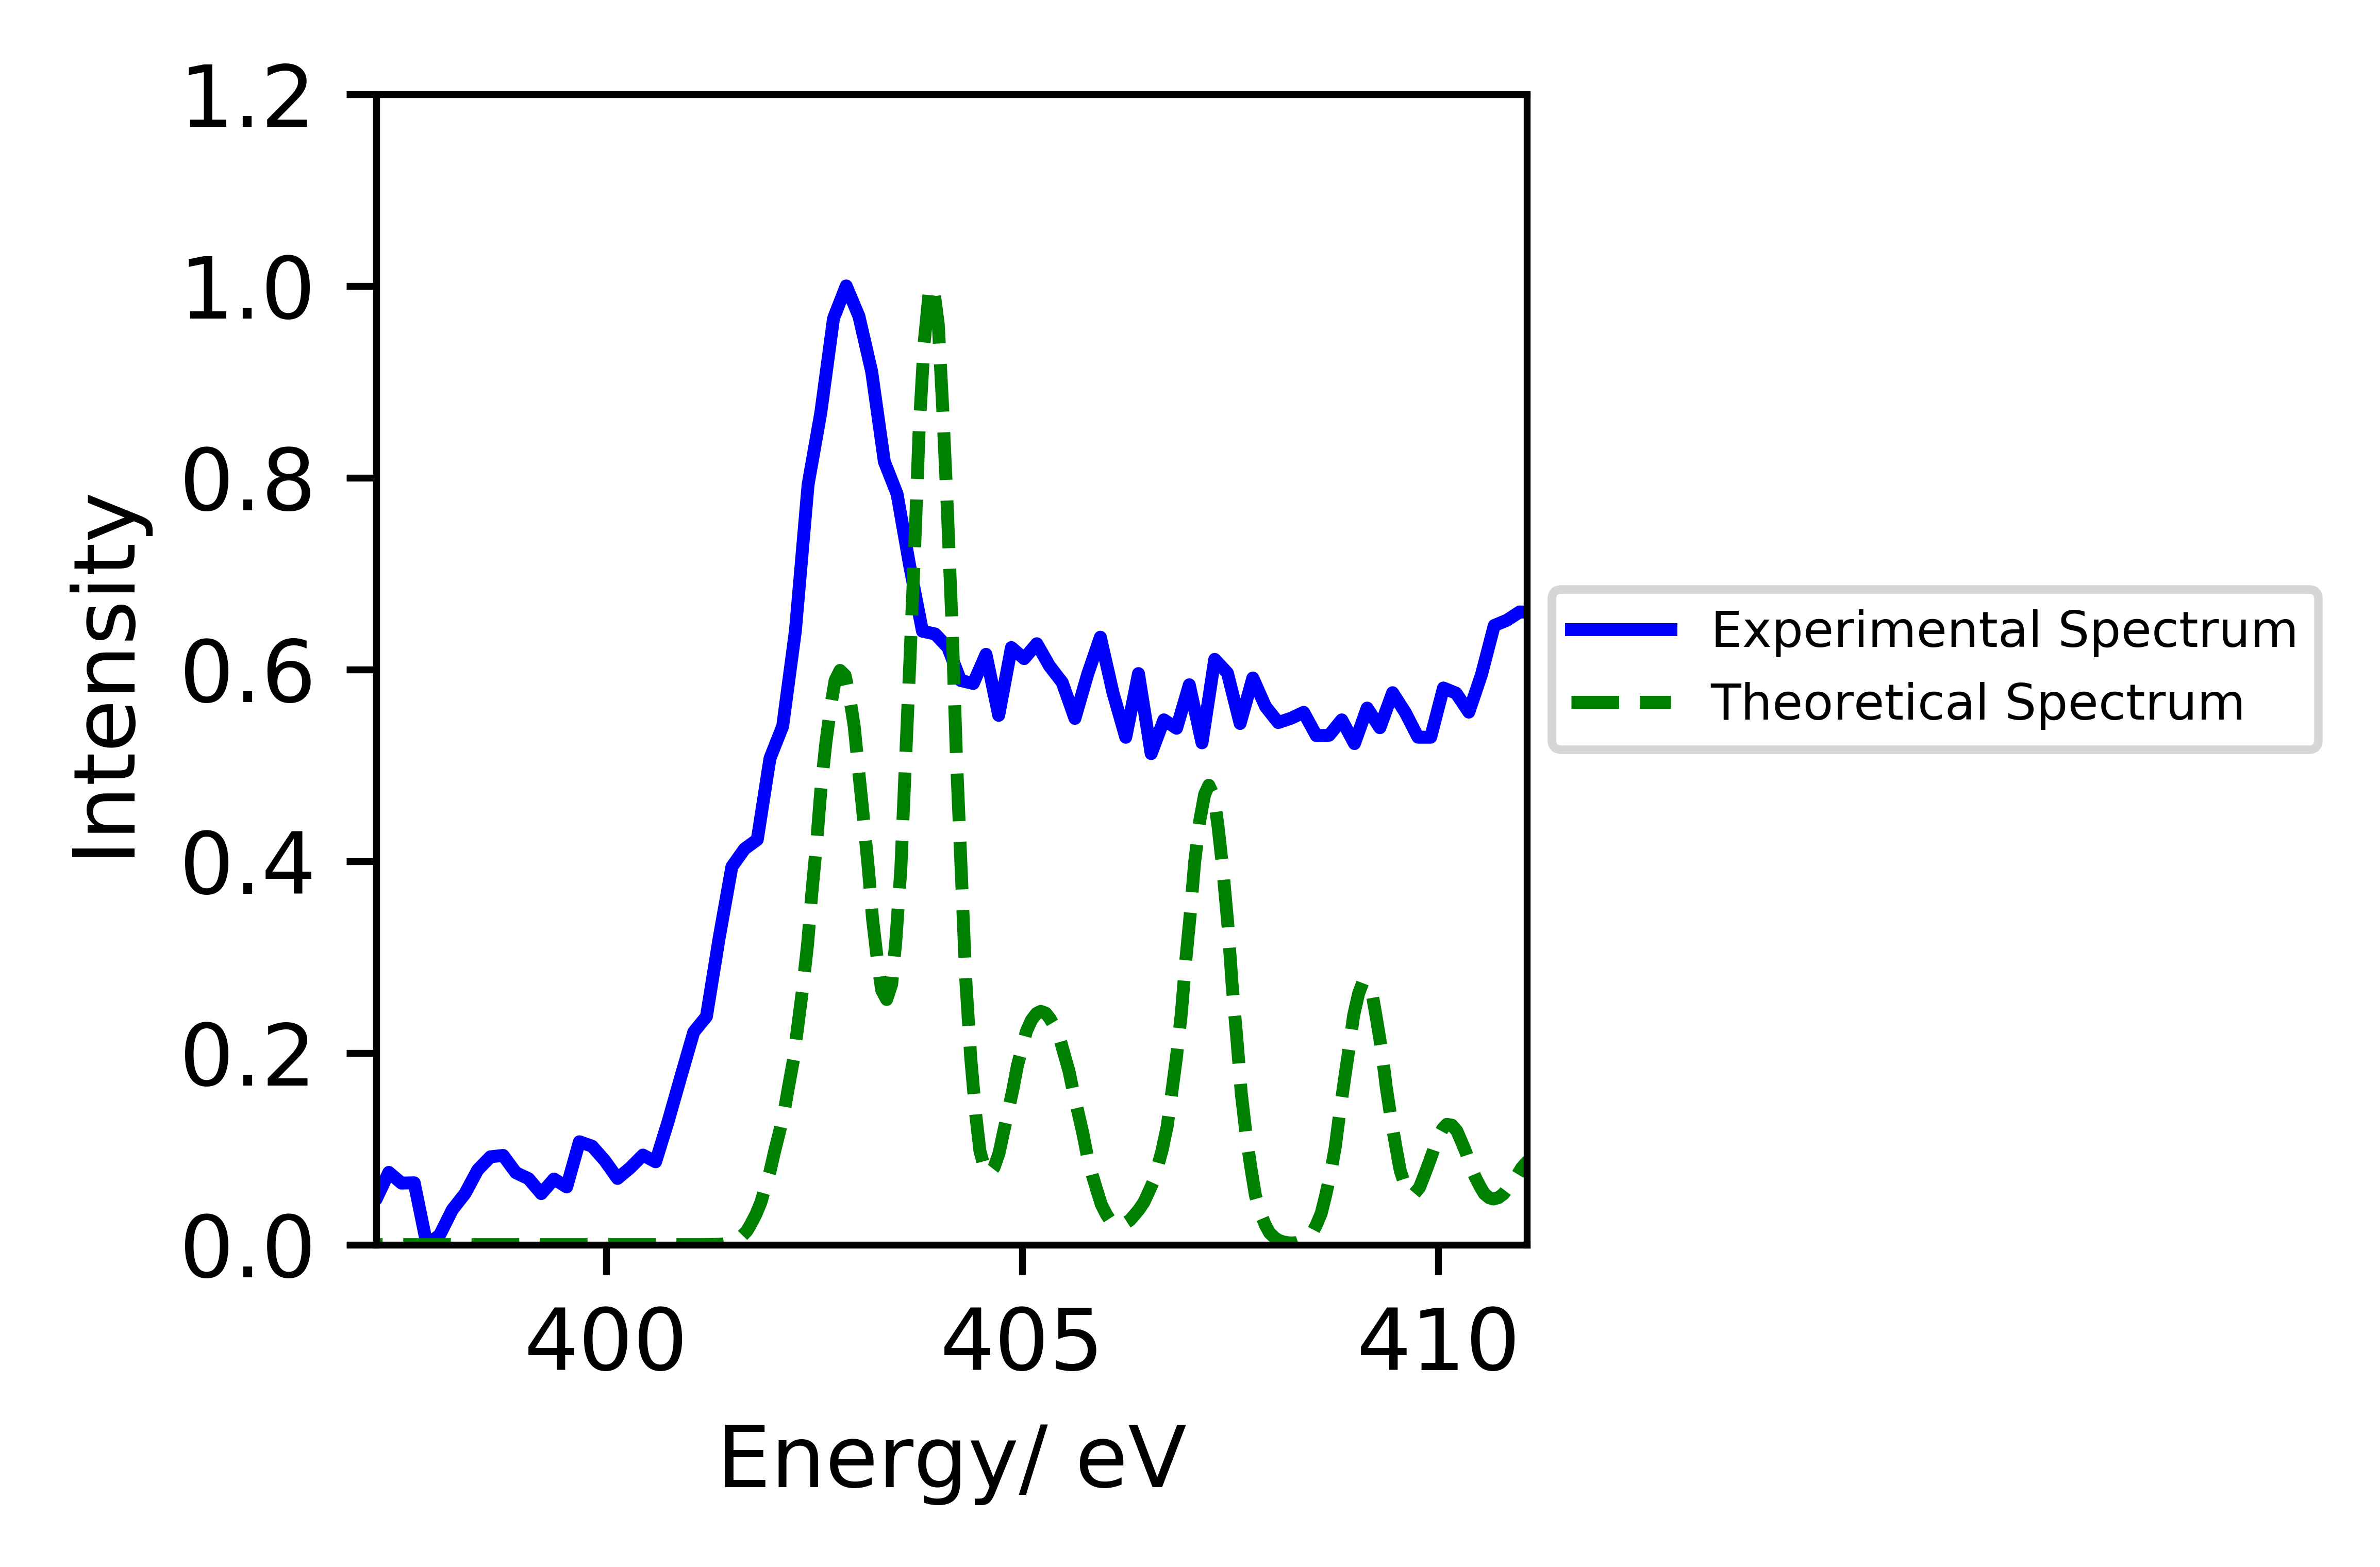 1.2
1.0
0.8
0.6
0.4
0.2
0.0
Intensity
400 405 410
Energy/ eV
Experimental Spectrum
Theoretical Spectrum